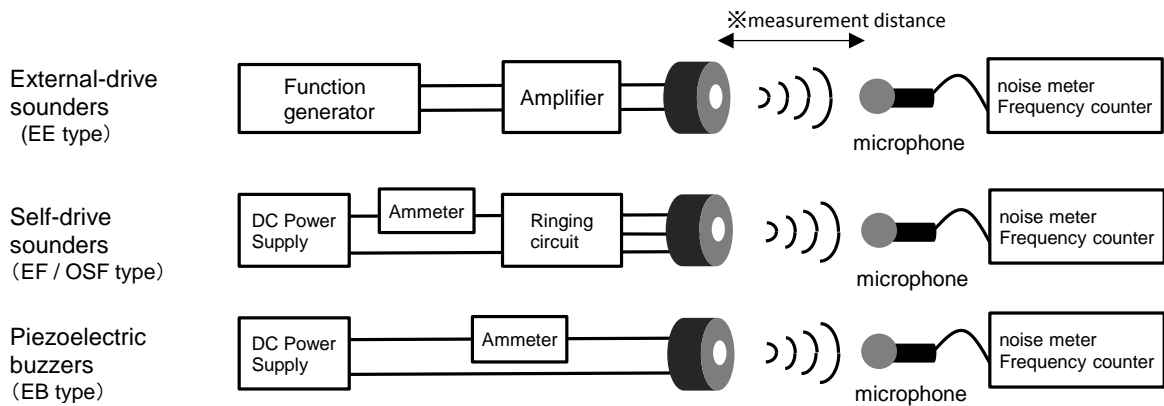 ※measurement distance
External-drive
sounders
(EE type）
Function
generator
Amplifier
microphone
noise meter
Frequency counter
Self-drive
sounders
（EF / OSF type）
DC Power
Supply
Ammeter
Ringing
circuit
microphone
noise meter
Frequency counter
Piezoelectric
buzzers
（EB type）
DC Power
Supply
Ammeter
microphone
noise meter
Frequency counter